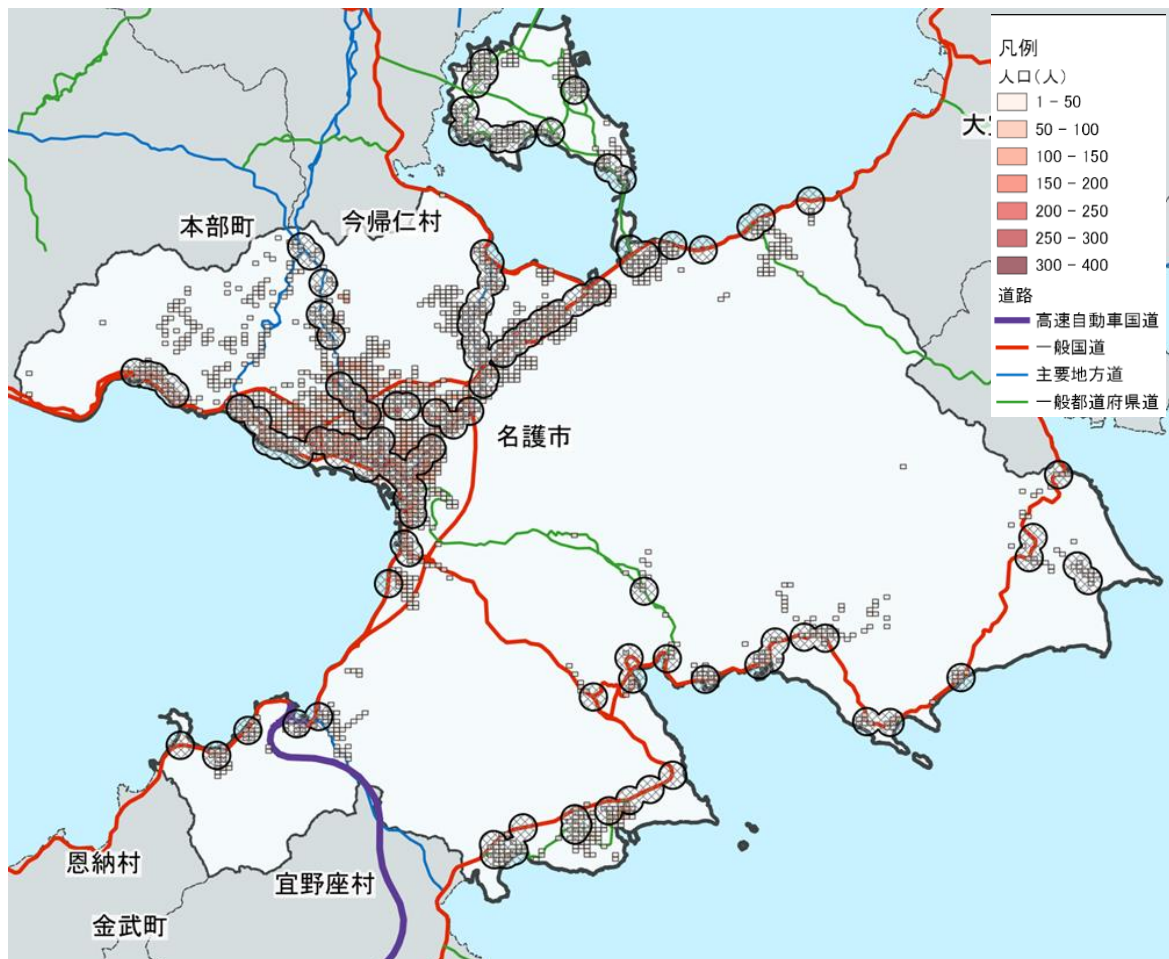 凡例
人口(人)
1 - 50
50 - 100
100 - 150
150 - 200
200 - 250
250 - 300
300 - 400
道路
高速自動車国道
一般国道
主要地方道
一般都道府県道
大
本部町
今帰仁村
名護市
恩納村
宜野座村
金武町